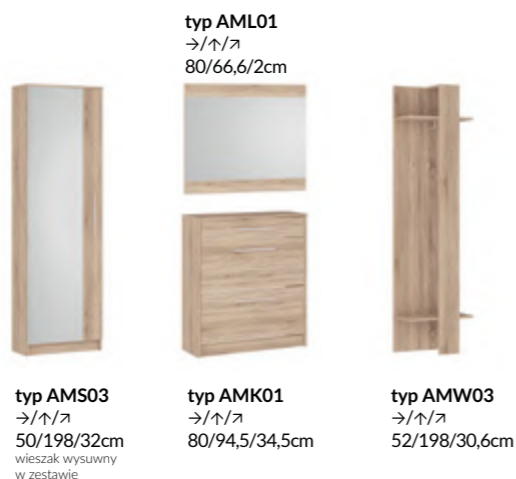 typ AML01
→/↑/↗
80/66,6/2cm
typ AMS03
→/↑/↗
50/198/32cm
wieszak wysuwny
w zestawie
typ AMK01
→/↑/↗
80/94,5/34,5cm
typ AMW03
→/↑/↗
52/198/30,6cm